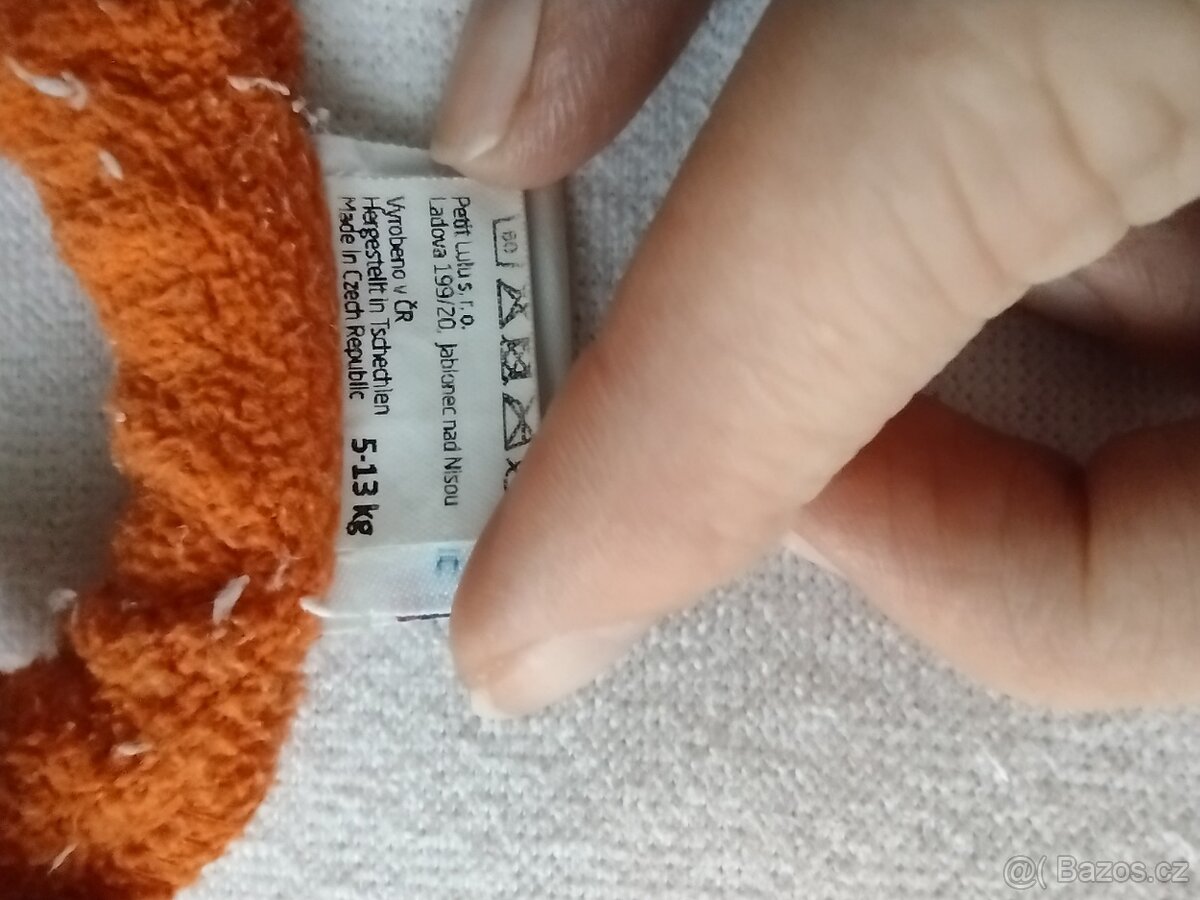 60
Petit Lulu s. r. o.
Ladova 199/20, Jablonec nad Nisou
Vyrobeno v ČR
Hergestellt in Tschechien
Made in Czech Republic 5-13 kg
@( Bazos.cz